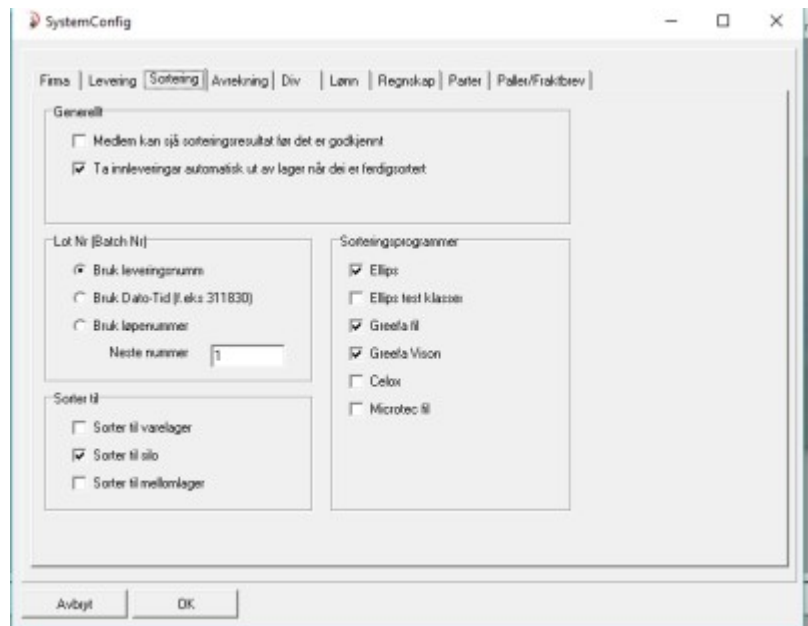 SystemConfig
Firma Levering Sortering Avrekning Div Lønn Regnskap Parter Paller/Fraktbrev
Generellt
Medlem kan sjå sorteringsresultat før det er godkjennt
Ta innleveringar automatisk ut av lager når dei er ferdigsortert
Lot Nr (Batch Nr)
Bruk leveringsnumm
Bruk Dato-Tid (f.eks 311830)
Bruk løpenummer
Neste nummer 1
Sorter til
Sorter til varelager
Sorter til silo
Sorter til mellomlager
Sorteringsprogrammer
Ellips
Ellips test klasser
Greefa fil
Greefa Vison
Celox
Microtec fil
Avbryt OK